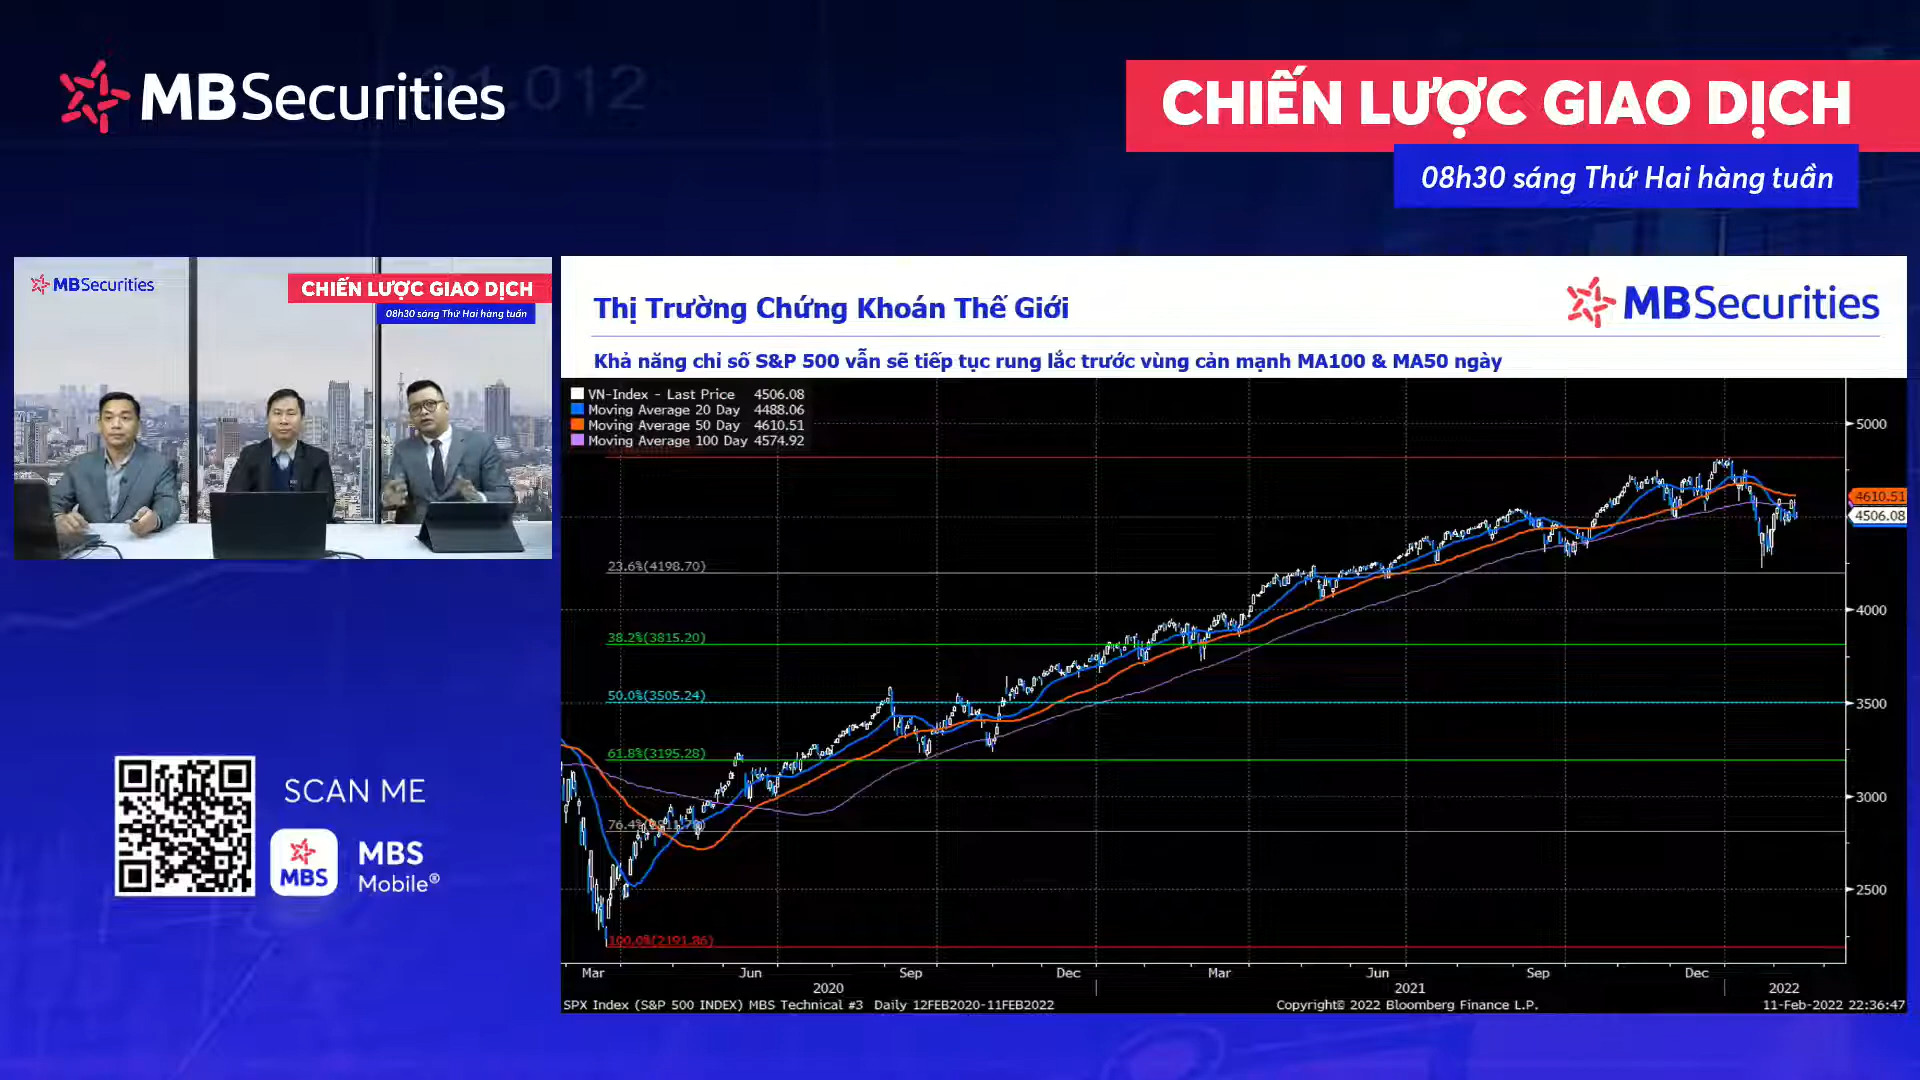 MBSecurities
CHIẾN LƯỢC GIAO DỊCH
08h30 sáng Thứ Hai hàng tuần
MBSecurities
CHIẾN LƯỢC GIAO DỊCH
08h30 sáng Thứ Hai hàng tuần
Thị Trường Chứng Khoán Thế Giới
MBSecurities
Khả năng chỉ số S&P 500 vẫn sẽ tiếp tục rung lắc trước vùng cản mạnh MA100 & MA50 ngày
VN-Index - Last Price 4506.08
Moving Average 20 Day 4488.06
Moving Average 50 Day 4610.51
Moving Average 100 Day 4574.92
5000
4610.51
4506.08
23.6%(4198.70)
4000
38.2%(3815.20)
50.0%(3505.24)
3500
61.8%(3195.28)
3000
2500
100.0%(2191.86)
Mar Jun Sep Dec Mar Jun Sep Dec
2020 2021 2022
SPX Index (S&P 500 INDEX) MBS Technical #3 Daily 12FEB2020-11FEB2022 Copyright© 2022 Bloomberg Finance L.P. 11-Feb-2022 22:36:47
SCAN ME
MBS
MBS
Mobile®